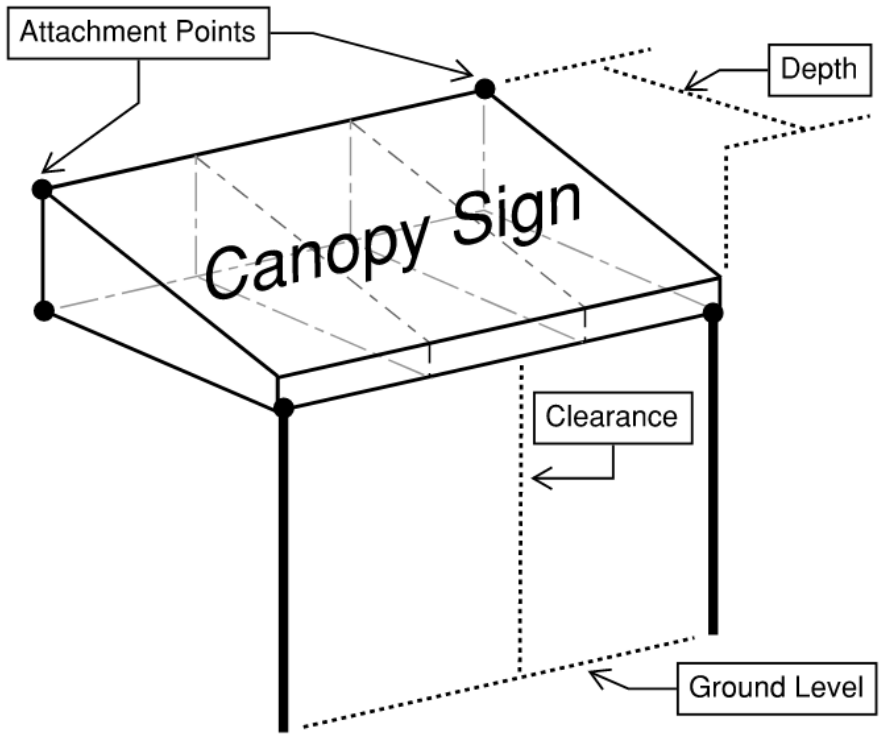 Attachment Points
Depth
Canopy Sign
Clearance
Ground Level